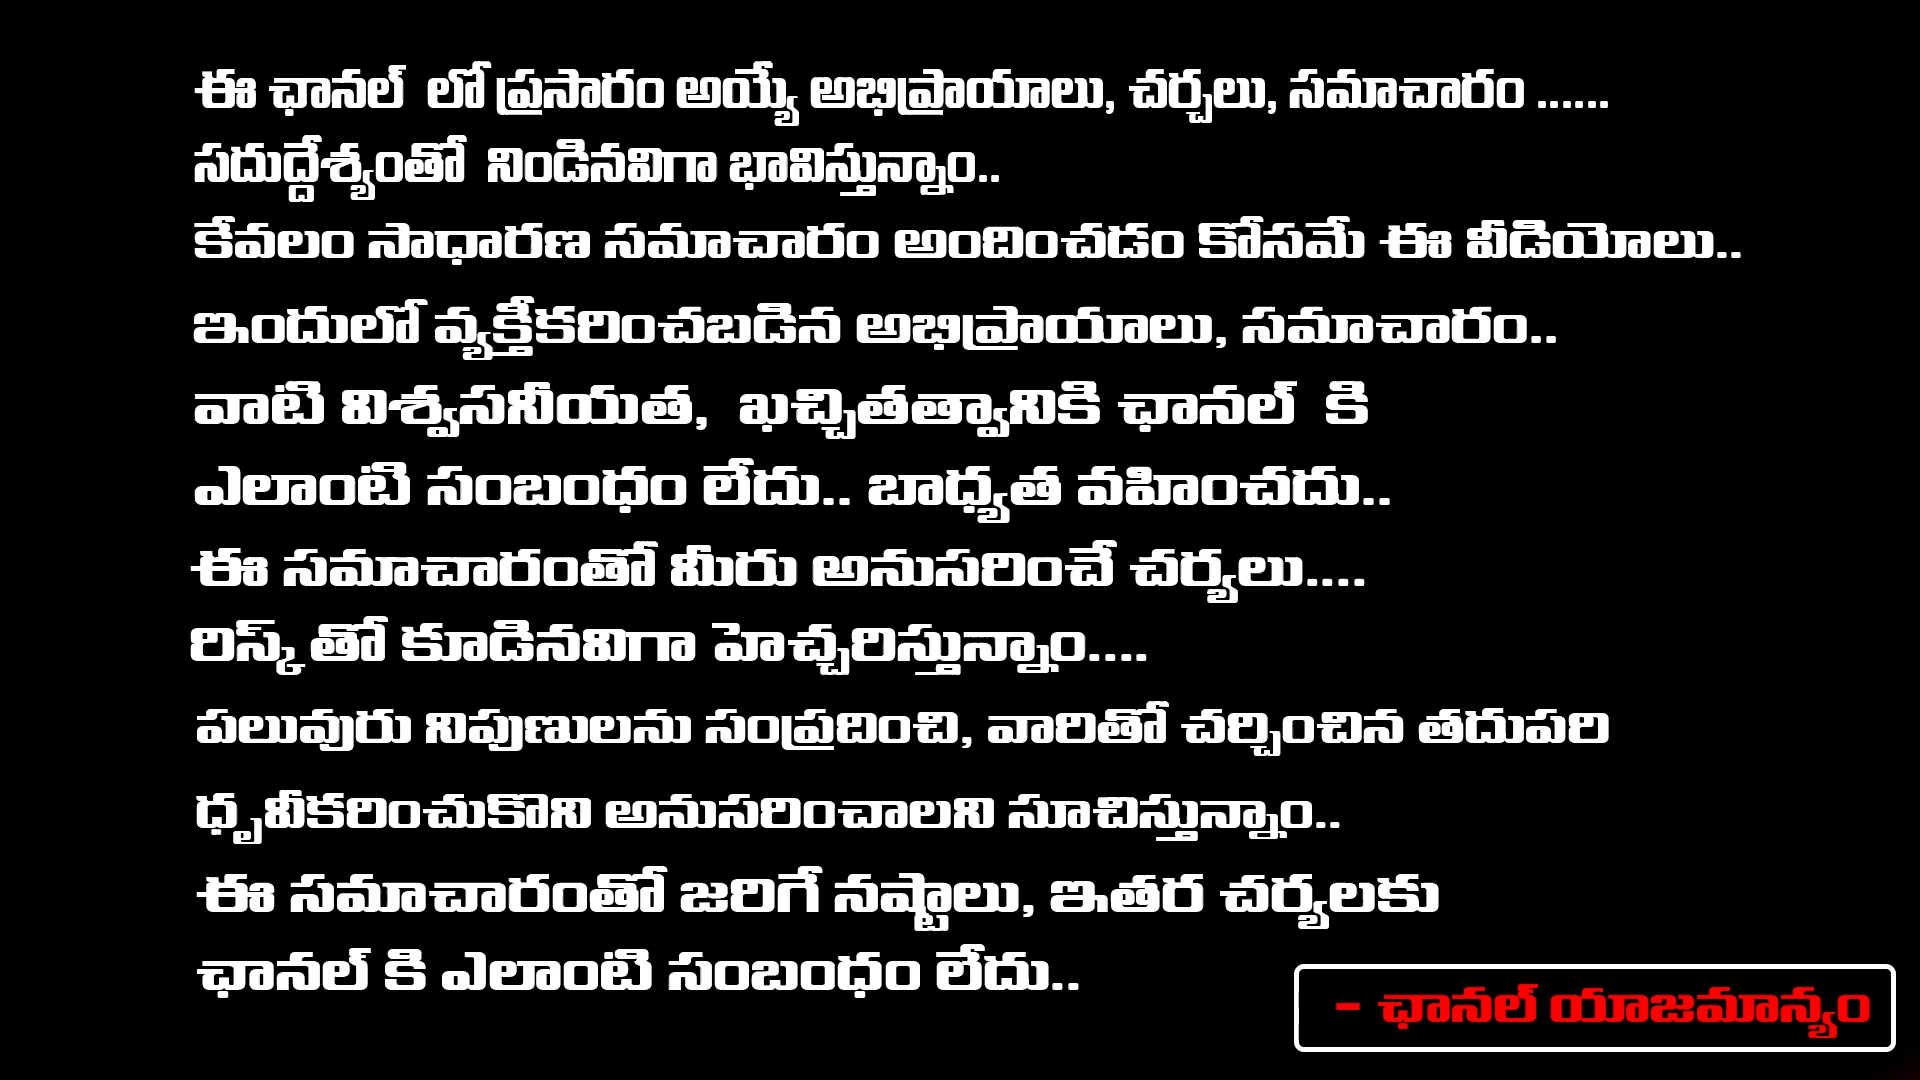 ఈ ఛానల్ లో ప్రసారం అయ్యే అభిప్రాయాలు, చర్చలు, సమాచారం ......
సదుద్దేశ్యంతో నిండినవిగా భావిస్తున్నాం..
కేవలం సాధారణ సమాచారం అందించడం కోసమే ఈ వీడియోలు..
ఇందులో వ్యక్తీకరించబడిన అభిప్రాయాలు, సమాచారం..
వాటి విశ్వసనీయత, ఖచ్చితత్వానికి ఛానల్ కి
ఎలాంటి సంబంధం లేదు.. బాధ్యత వహించదు..
ఈ సమాచారంతో మీరు అనుసరించే చర్యలు....
రిస్క్ తో కూడినవిగా హెచ్చరిస్తున్నాం....
పలువురు నిపుణులను సంప్రదించి, వారితో చర్చించిన తదుపరి
ధృవీకరించుకొని అనుసరించాలని సూచిస్తున్నాం..
ఈ సమాచారంతో జరిగే నష్టాలు, ఇతర చర్యలకు
ఛానల్ కి ఎలాంటి సంబంధం లేదు..
- ఛానల్ యాజమాన్యం